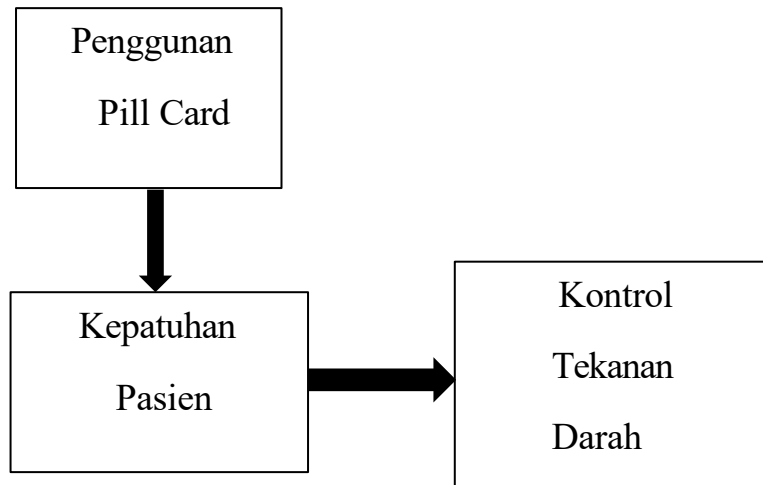 Penggunan
Pill Card
Kepatuhan
Pasien
Kontrol
Tekanan
Darah